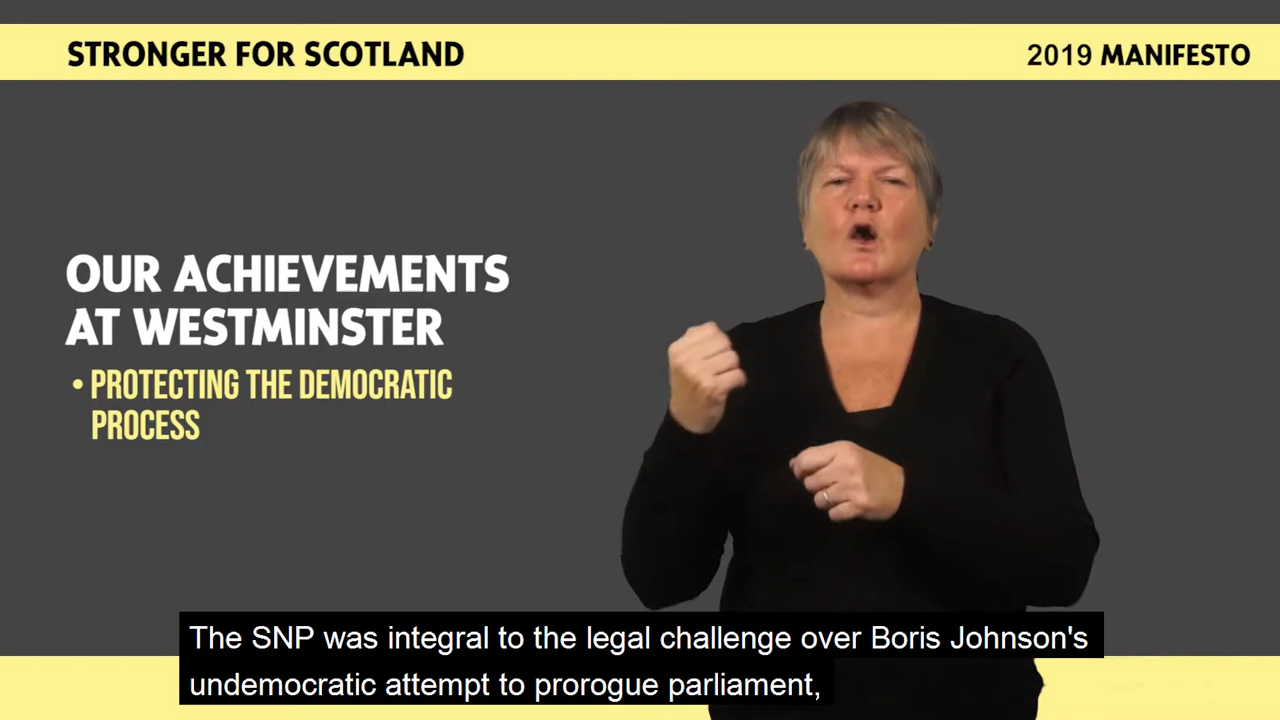 STRONGER FOR SCOTLAND
2019 MANIFESTO
OUR ACHIEVEMENTS
AT WESTMINSTER
• PROTECTING THE DEMOCRATIC
PROCESS
The SNP was integral to the legal challenge over Boris Johnson's
undemocratic attempt to prorogue parliament,